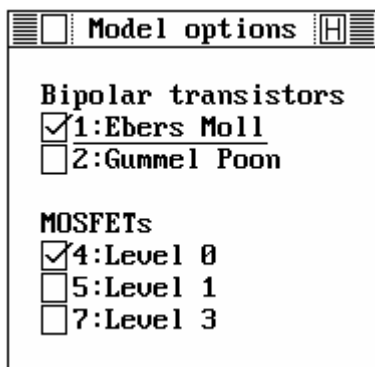 Model options H
Bipolar transistors
1:Ebers Moll
2:Gummel Poon
MOSFETs
4:Level 0
5:Level 1
7:Level 3